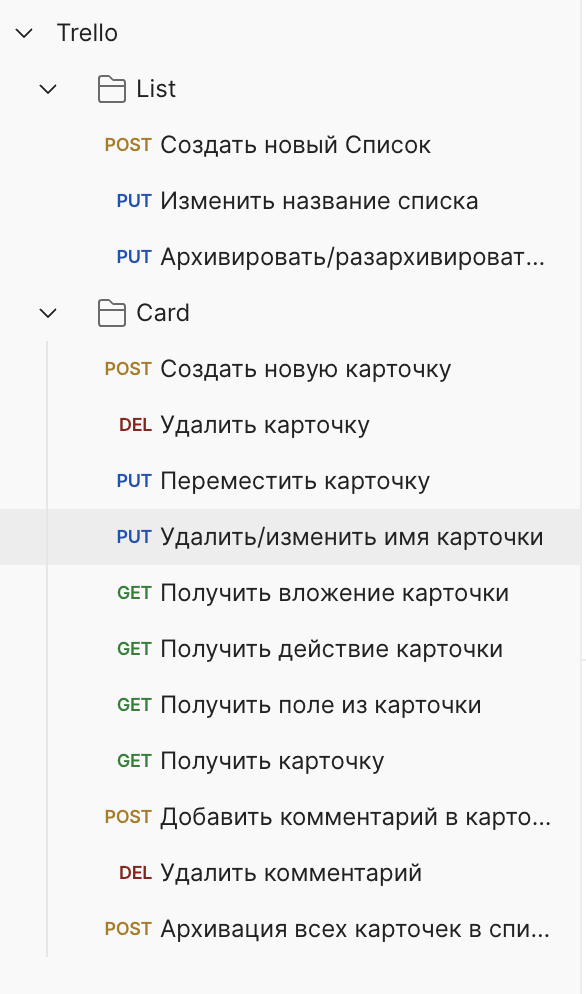 Trello
List
POST Создать новый Список
PUT Изменить название списка
PUT Архивировать/разархивироват...
Card
POST Создать новую карточку
DEL Удалить карточку
PUT Переместить карточку
PUT Удалить/изменить имя карточки
GET Получить вложение карточки
GET Получить действие карточки
GET Получить поле из карточки
GET Получить карточку
POST Добавить комментарий в карто...
DEL Удалить комментарий
POST Архивация всех карточек в спи...